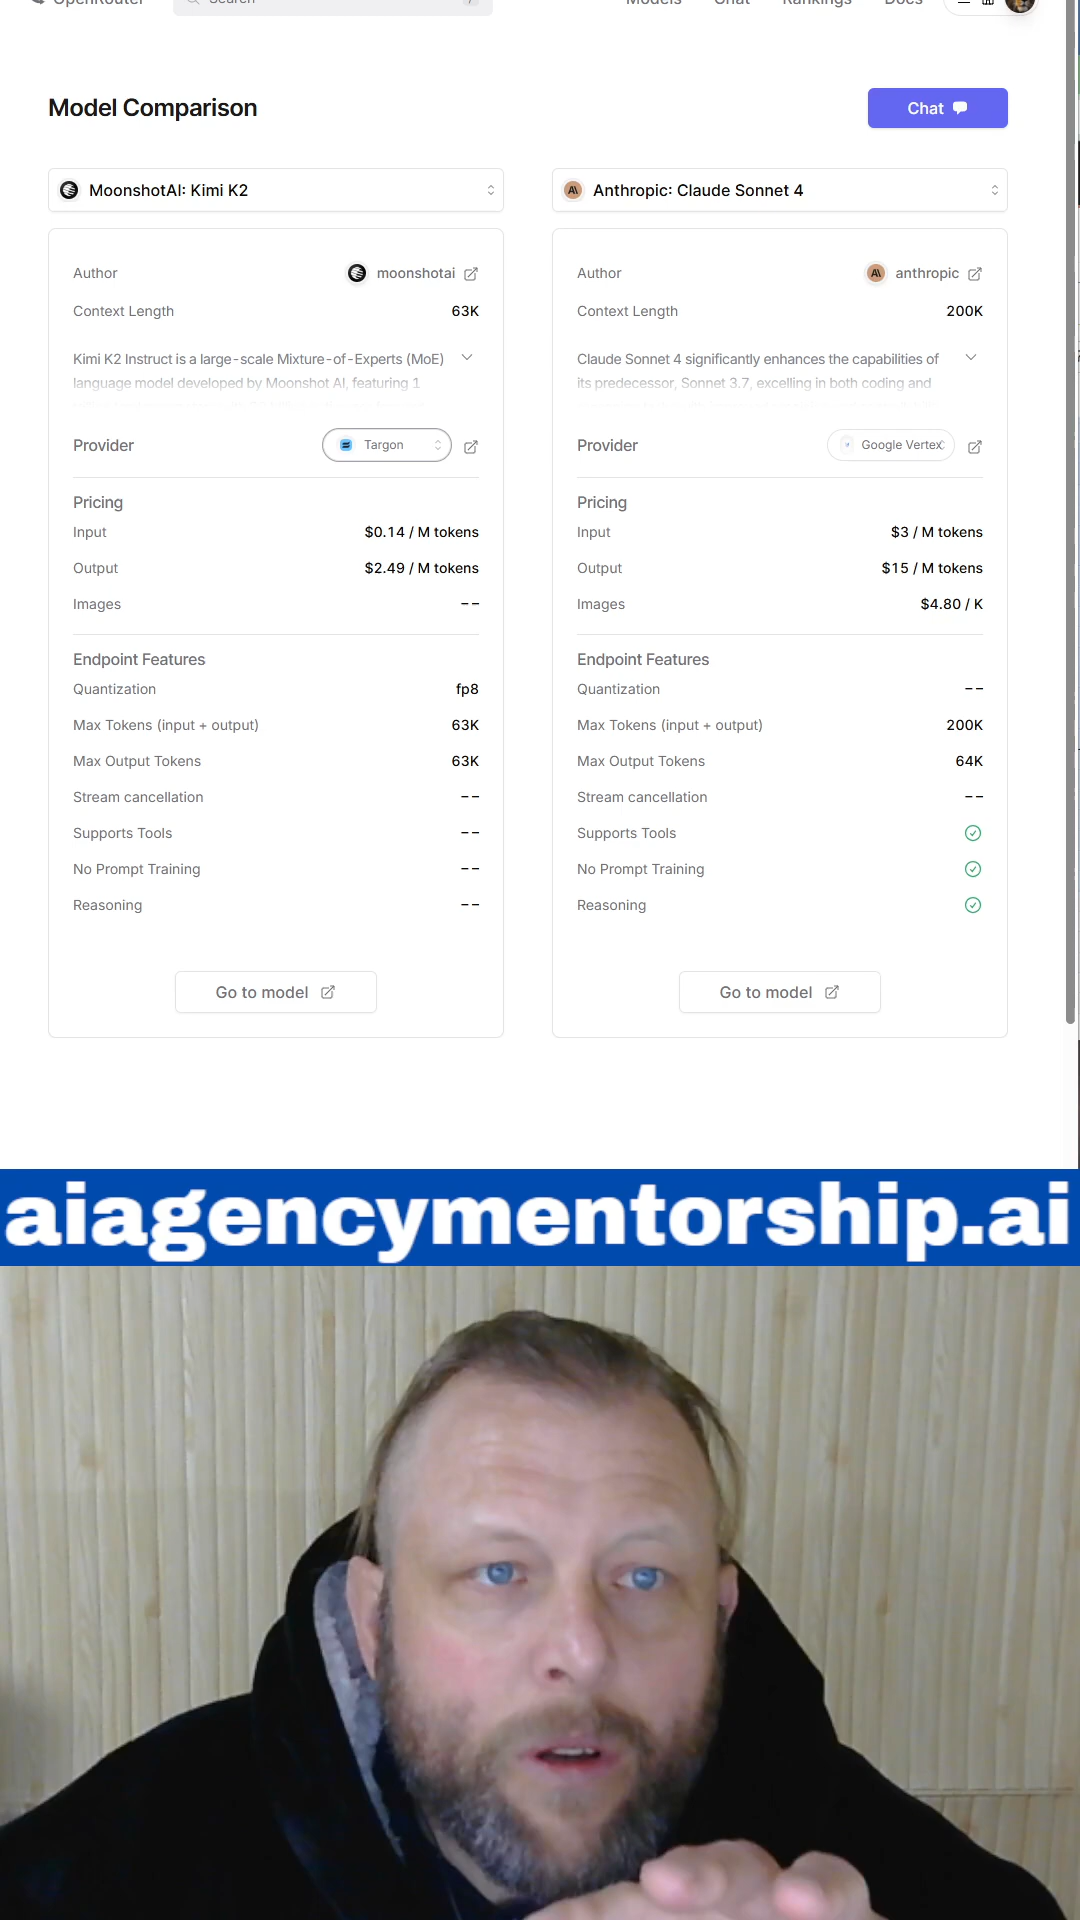 OpenRouter
Search
/
Models
Chat
Rankings
Docs
Model Comparison
Chat
MoonshotAI: Kimi K2
Author
moonshotai
Context Length
63K
Kimi K2 Instruct is a large-scale Mixture-of-Experts (MoE)
language model developed by Moonshot AI, featuring 1
Provider
Targon
Pricing
Input
$0.14 / M tokens
Output
$2.49 / M tokens
Images
--
Endpoint Features
Quantization
fp8
Max Tokens (input + output)
63K
Max Output Tokens
63K
Stream cancellation
--
Supports Tools
--
No Prompt Training
--
Reasoning
--
Go to model
Anthropic: Claude Sonnet 4
Author
anthropic
Context Length
200K
Claude Sonnet 4 significantly enhances the capabilities of
its predecessor, Sonnet 3.7, excelling in both coding and
Provider
Google Vertex
Pricing
Input
$3 / M tokens
Output
$15 / M tokens
Images
$4.80 / K
Endpoint Features
Quantization
--
Max Tokens (input + output)
200K
Max Output Tokens
64K
Stream cancellation
--
Supports Tools
No Prompt Training
Reasoning
Go to model
aiagencymentorship.ai